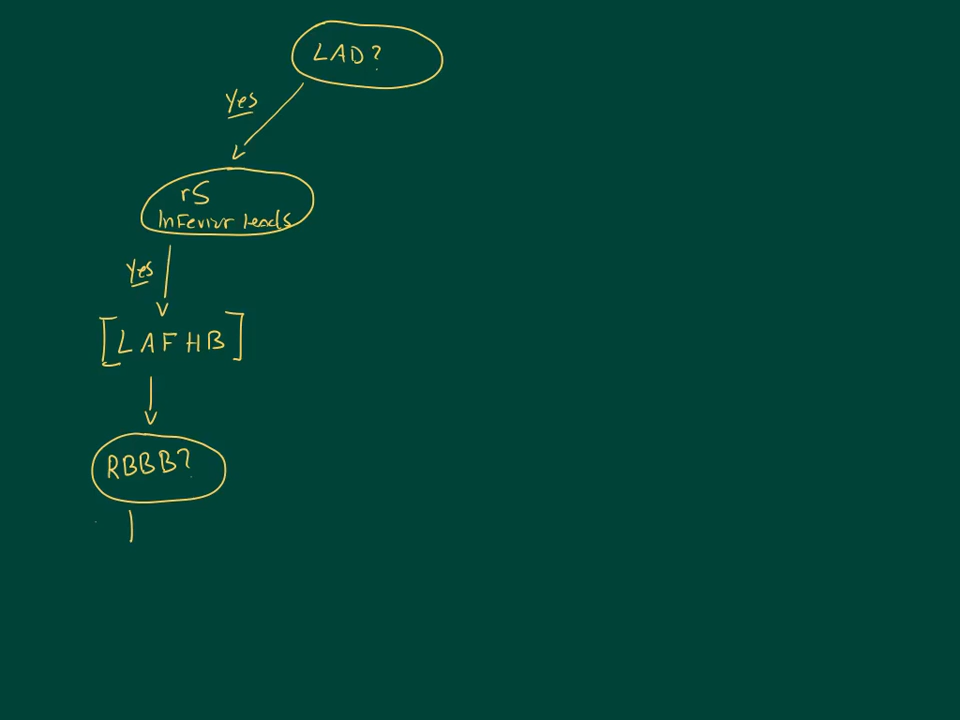 LAD?
Yes
rS
Inferior leads
Yes
[LAFHB]
RBBB?